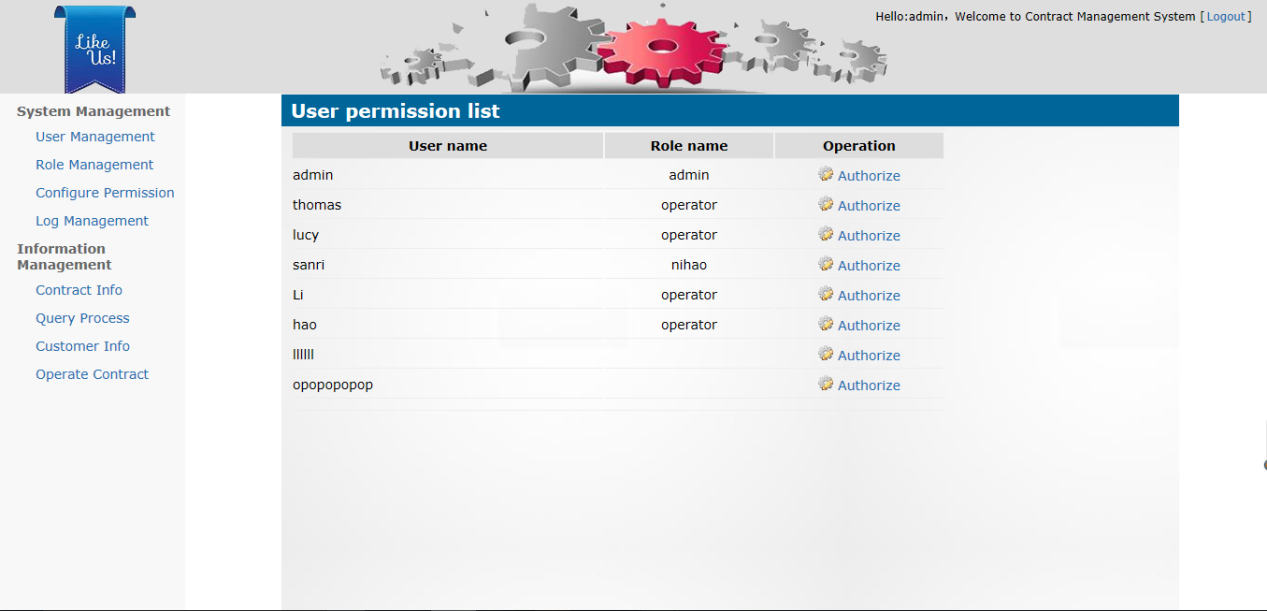 Like
Us!
Hello:admin，Welcome to Contract Management System [Logout]
System Management
User Management
Role Management
Configure Permission
Log Management
Information
Management
Contract Info
Query Process
Customer Info
Operate Contract
User permission list
User name Role name Operation
admin admin Authorize
thomas operator Authorize
lucy operator Authorize
sanri nihao Authorize
Li operator Authorize
hao operator Authorize
llllll Authorize
opopopopop Authorize